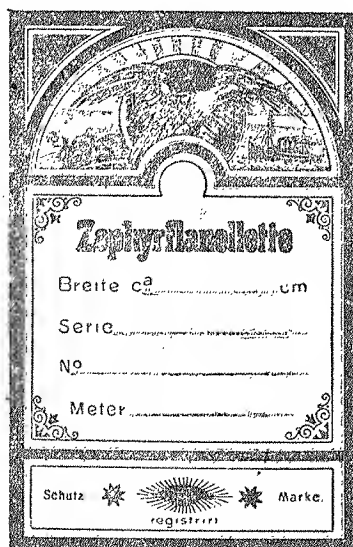 Zephyrflanellette
Breite ca cm
Serie
No
Meter
Schutz Marke.
registrirt